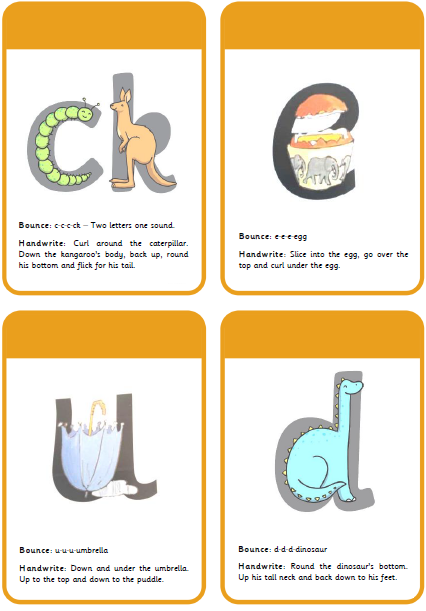 ck
Bounce: c-c-c-ck – Two letters one sound.
Handwrite: Curl around the caterpillar.
Down the kangaroo's body, back up, round
his bottom and flick for his tail.
e
Bounce: e-e-e-egg
Handwrite: Slice into the egg, go over the
top and curl under the egg.
u
Bounce: u-u-u-umbrella
Handwrite: Down and under the umbrella.
Up to the top and down to the puddle.
d
Bounce: d-d-d-dinosaur
Handwrite: Round the dinosaur's bottom.
Up his tall neck and back down to his feet.